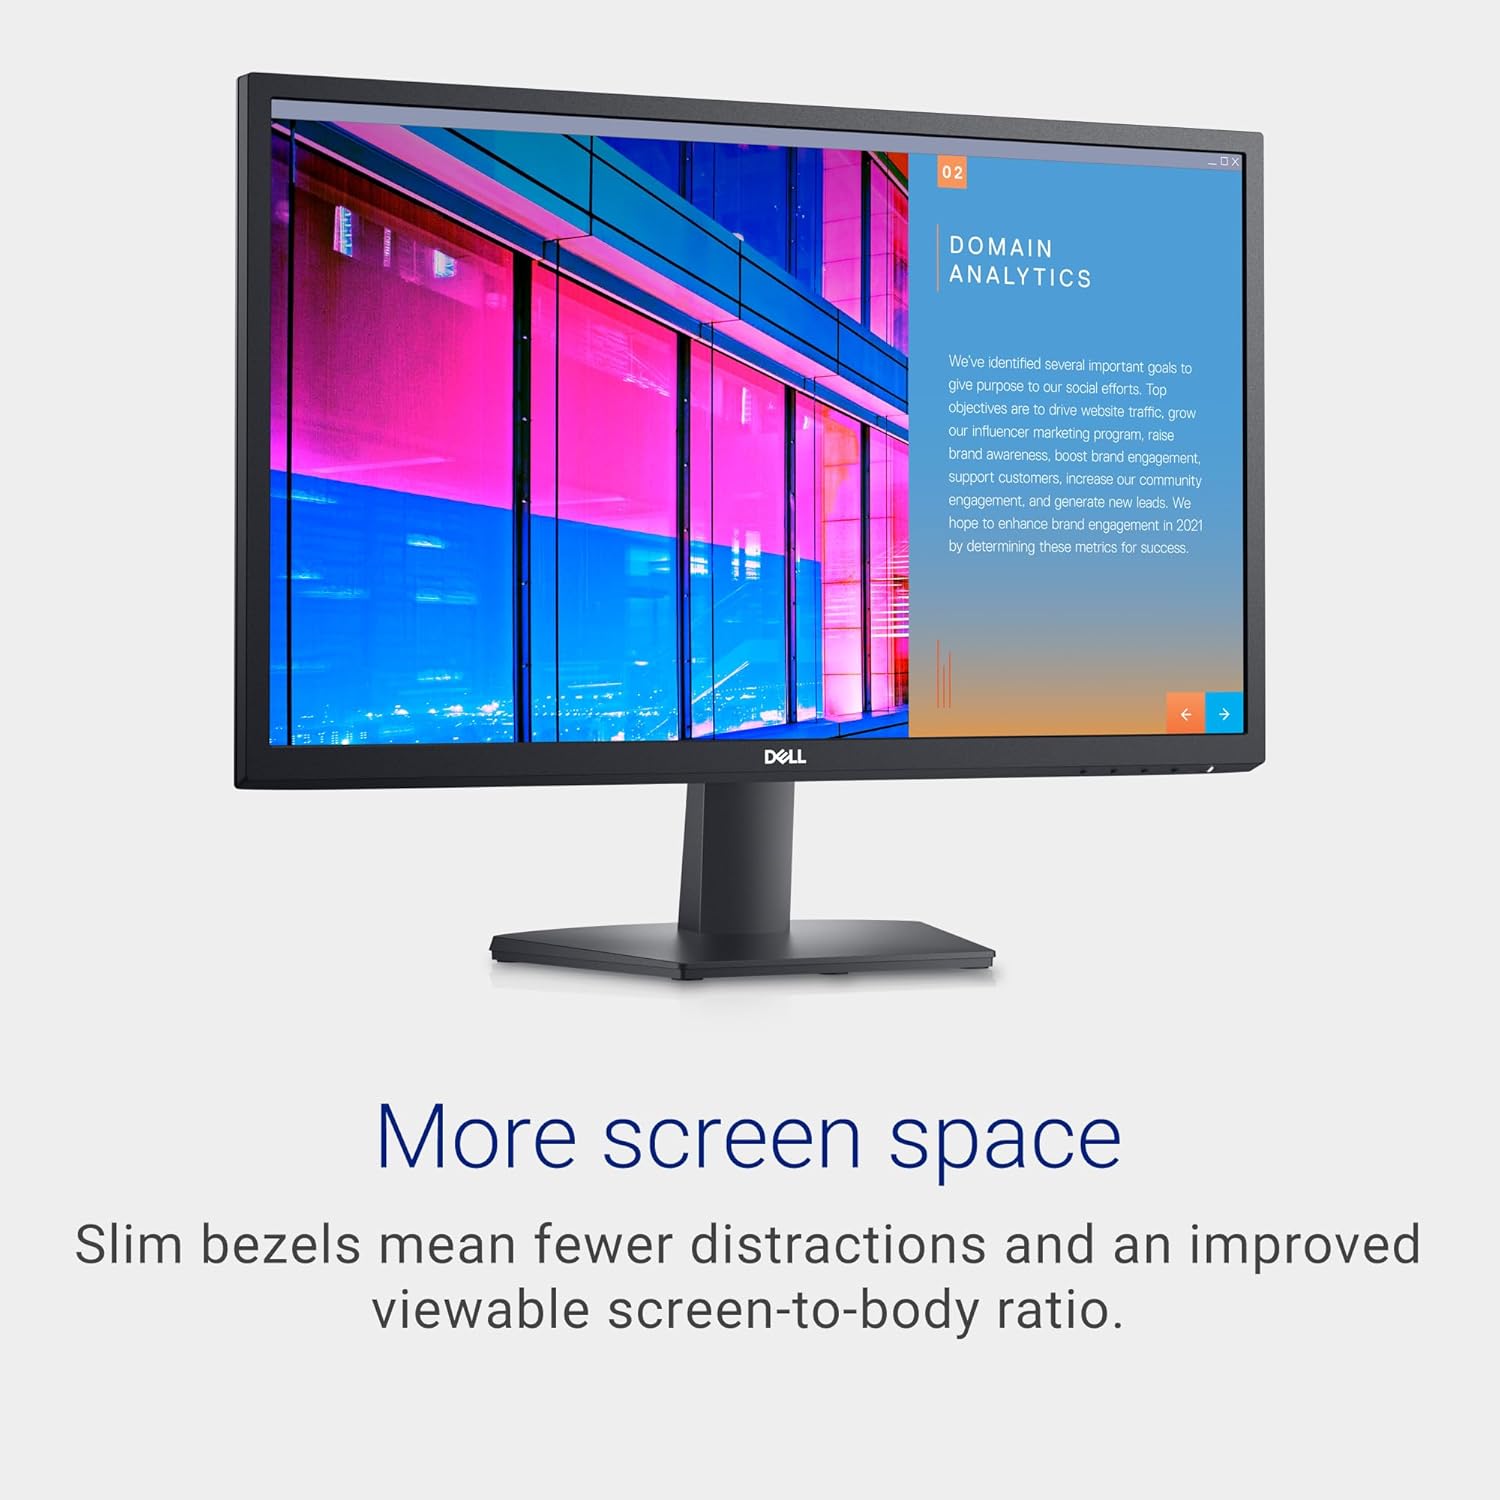 02
DOMAIN
ANALYTICS
We've identified several important goals to
give purpose to our social efforts. Top
objectives are to drive website traffic, grow
our influencer marketing program, raise
brand awareness, boost brand engagement,
support customers, increase our community
engagement, and generate new leads. We
hope to enhance brand engagement in 2021
by determining these metrics for success.
DELL
More screen space
Slim bezels mean fewer distractions and an improved
viewable screen-to-body ratio.